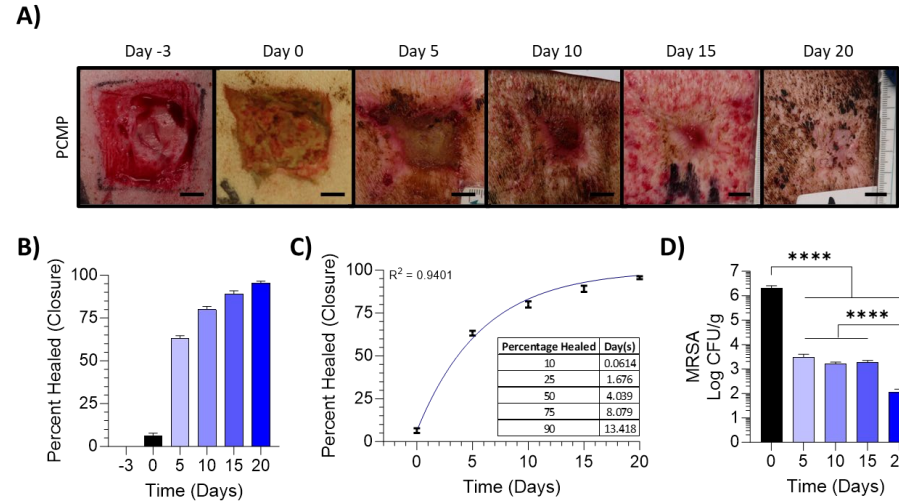 A)
Day -3 Day 0 Day 5 Day 10 Day 15 Day 20
PCMP
B)
Percent Healed (Closure)
100
75
50
25
0
-3 0 5 10 15 20
Time (Days)
C)
Percent Healed (Closure)
R² = 0.9401
100
75
50
25
0
Percentage Healed Day(s)
10 0.0614
25 1.676
50 4.039
75 8.079
90 13.418
0 5 10 15 20
Time (Days)
D)
MRSA
Log CFU/g
****
****
7
6
5
4
3
2
1
0
0 5 10 15 2
Time (Days)